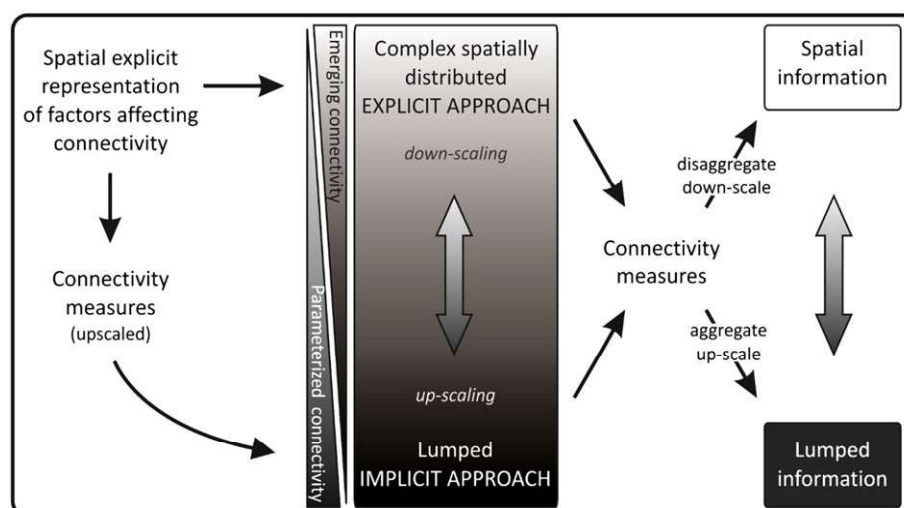 Spatial explicit
representation
of factors affecting
connectivity
Connectivity
measures
(upscaled)
Emerging connectivity
Parameterized connectivity
Complex spatially
distributed
EXPLICIT APPROACH
down-scaling
up-scaling
Lumped
IMPLICIT APPROACH
Connectivity
measures
disaggregate
down-scale
aggregate
up-scale
Spatial
information
Lumped
information